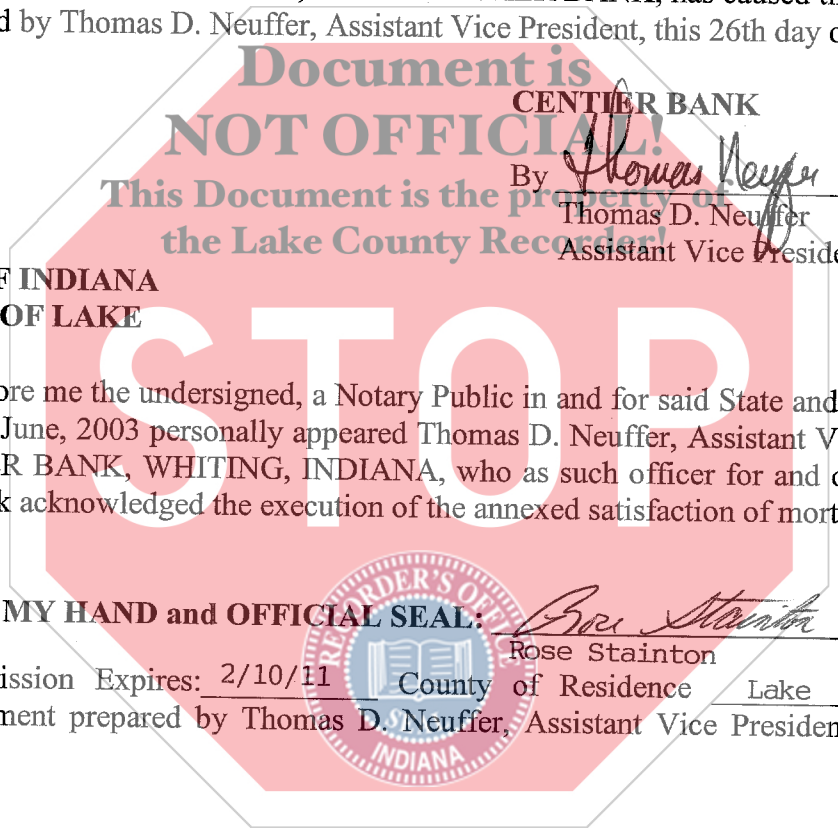 d by Thomas D. Neuffer, Assistant Vice President, this 26th day
Document is
NOT OFFICIAL!
CENTIER BANK
This Document is the property of
By Thomas Neuffer
Thomas D. Neuffer
the Lake County Recorder!
Assistant Vice Preside
F INDIANA
OF LAKE
STOP
ore me the undersigned, a Notary Public in and for said State and
June, 2003 personally appeared Thomas D. Neuffer, Assistant V
R BANK, WHITING, INDIANA, who as such officer for and
k acknowledged the execution of the annexed satisfaction of mort
RECORDER'S OFFICE
MY HAND and OFFICIAL SEAL: Rose Stainton
Rose Stainton
ission Expires: 2/10/11 County of Residence Lake
ment prepared by Thomas D. Neuffer, Assistant Vice Presiden
INDIANA